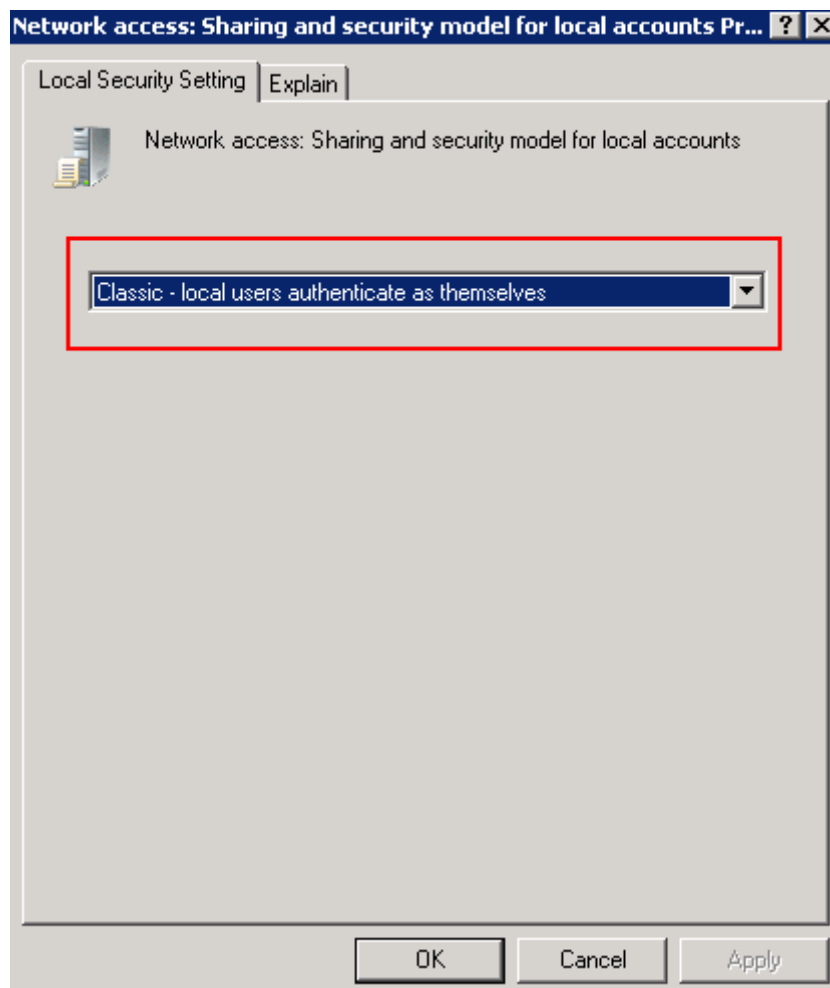 Network access: Sharing and security model for local accounts Pr...
Local Security Setting
Explain
Network access: Sharing and security model for local accounts
Classic - local users authenticate as themselves
OK
Cancel
Apply